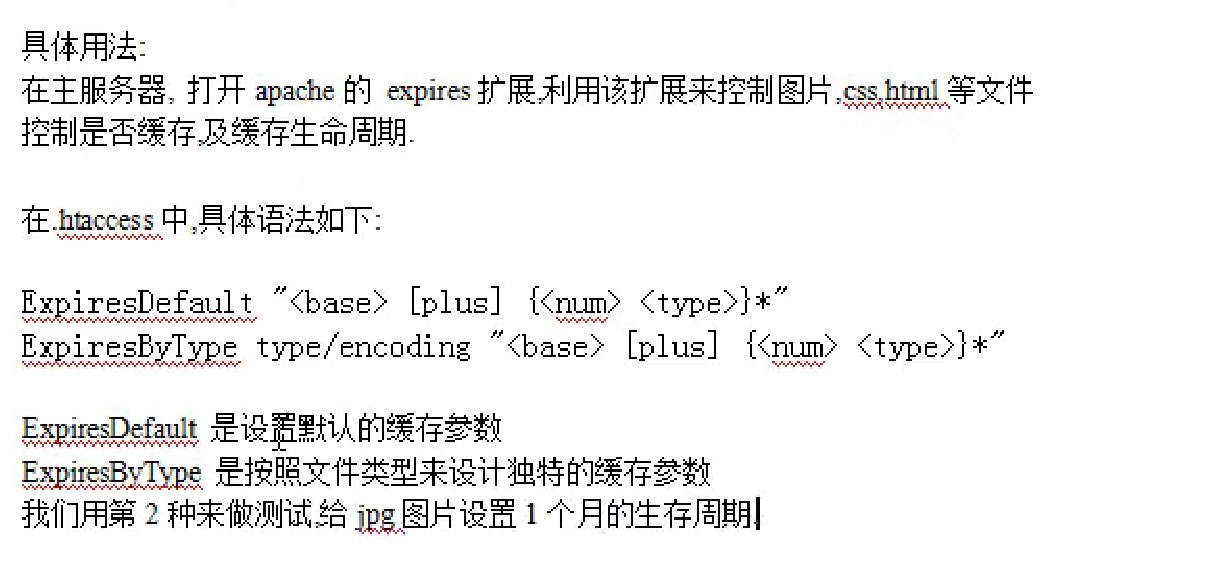 具体用法:
在主服务器, 打开 apache 的 expires 扩展,利用该扩展来控制图片,css,html 等文件
控制是否缓存,及缓存生命周期.
在.htaccess 中,具体语法如下:
ExpiresDefault "<base> [plus] {<num> <type>}*"
ExpiresByType type/encoding "<base> [plus] {<num> <type>}*"
ExpiresDefault 是设置默认的缓存参数
ExpiresByType 是按照文件类型来设计独特的缓存参数
我们用第 2 种来做测试,给 jpg 图片设置 1 个月的生存周期.